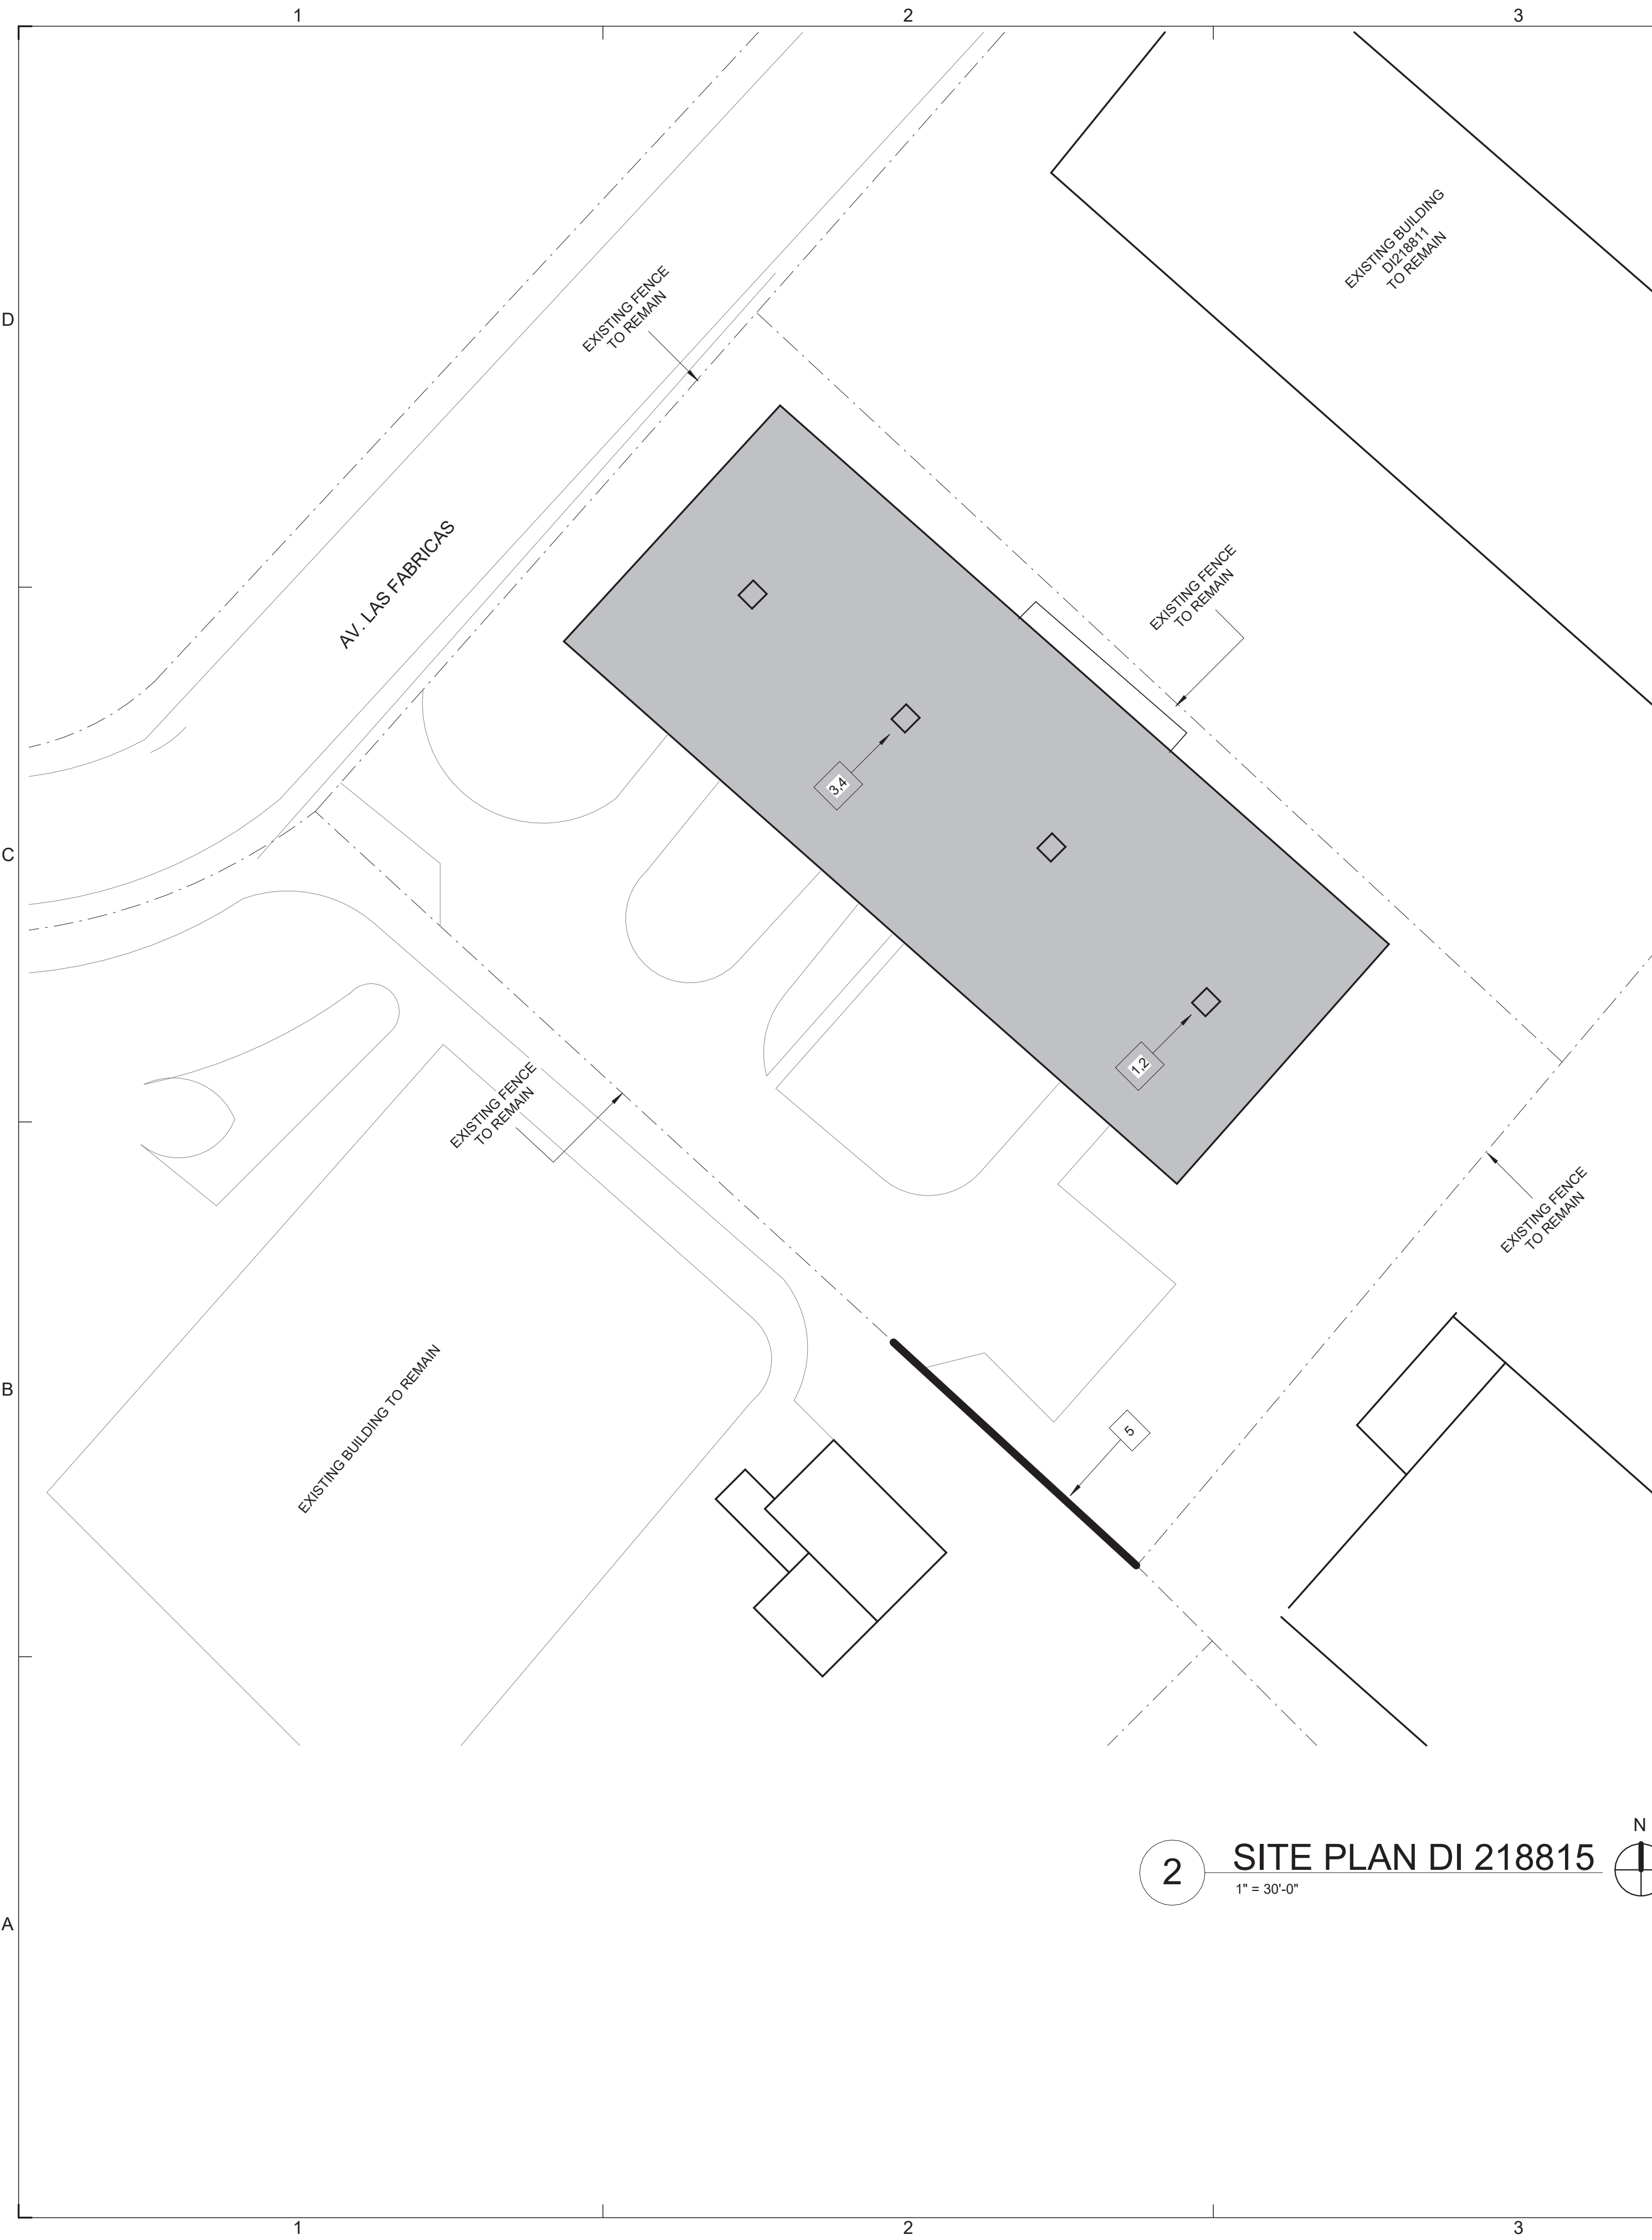 1
2
3
EXISTING BUILDING
DI218811
TO REMAIN
EXISTING FENCE
TO REMAIN
D
AV. LAS FABRICAS
EXISTING FENCE
TO REMAIN
3,4
C
1,2
EXISTING FENCE
TO REMAIN
EXISTING FENCE
TO REMAIN
B
EXISTING BUILDING TO REMAIN
5
N
2
SITE PLAN DI 218815
1" = 30'-0"
A
1
2
3